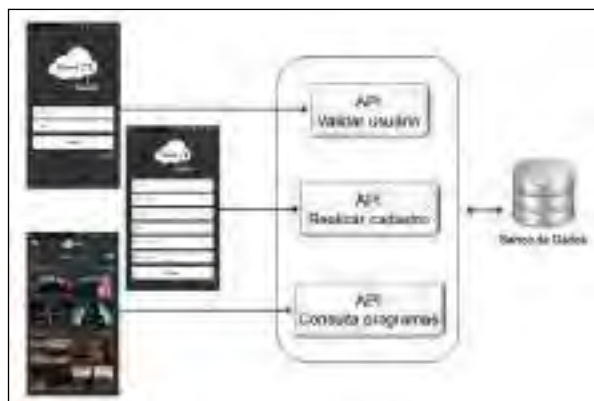 API
Validar usuário
API
Realizar cadastro
API
Consulta programas
Banco de Dados